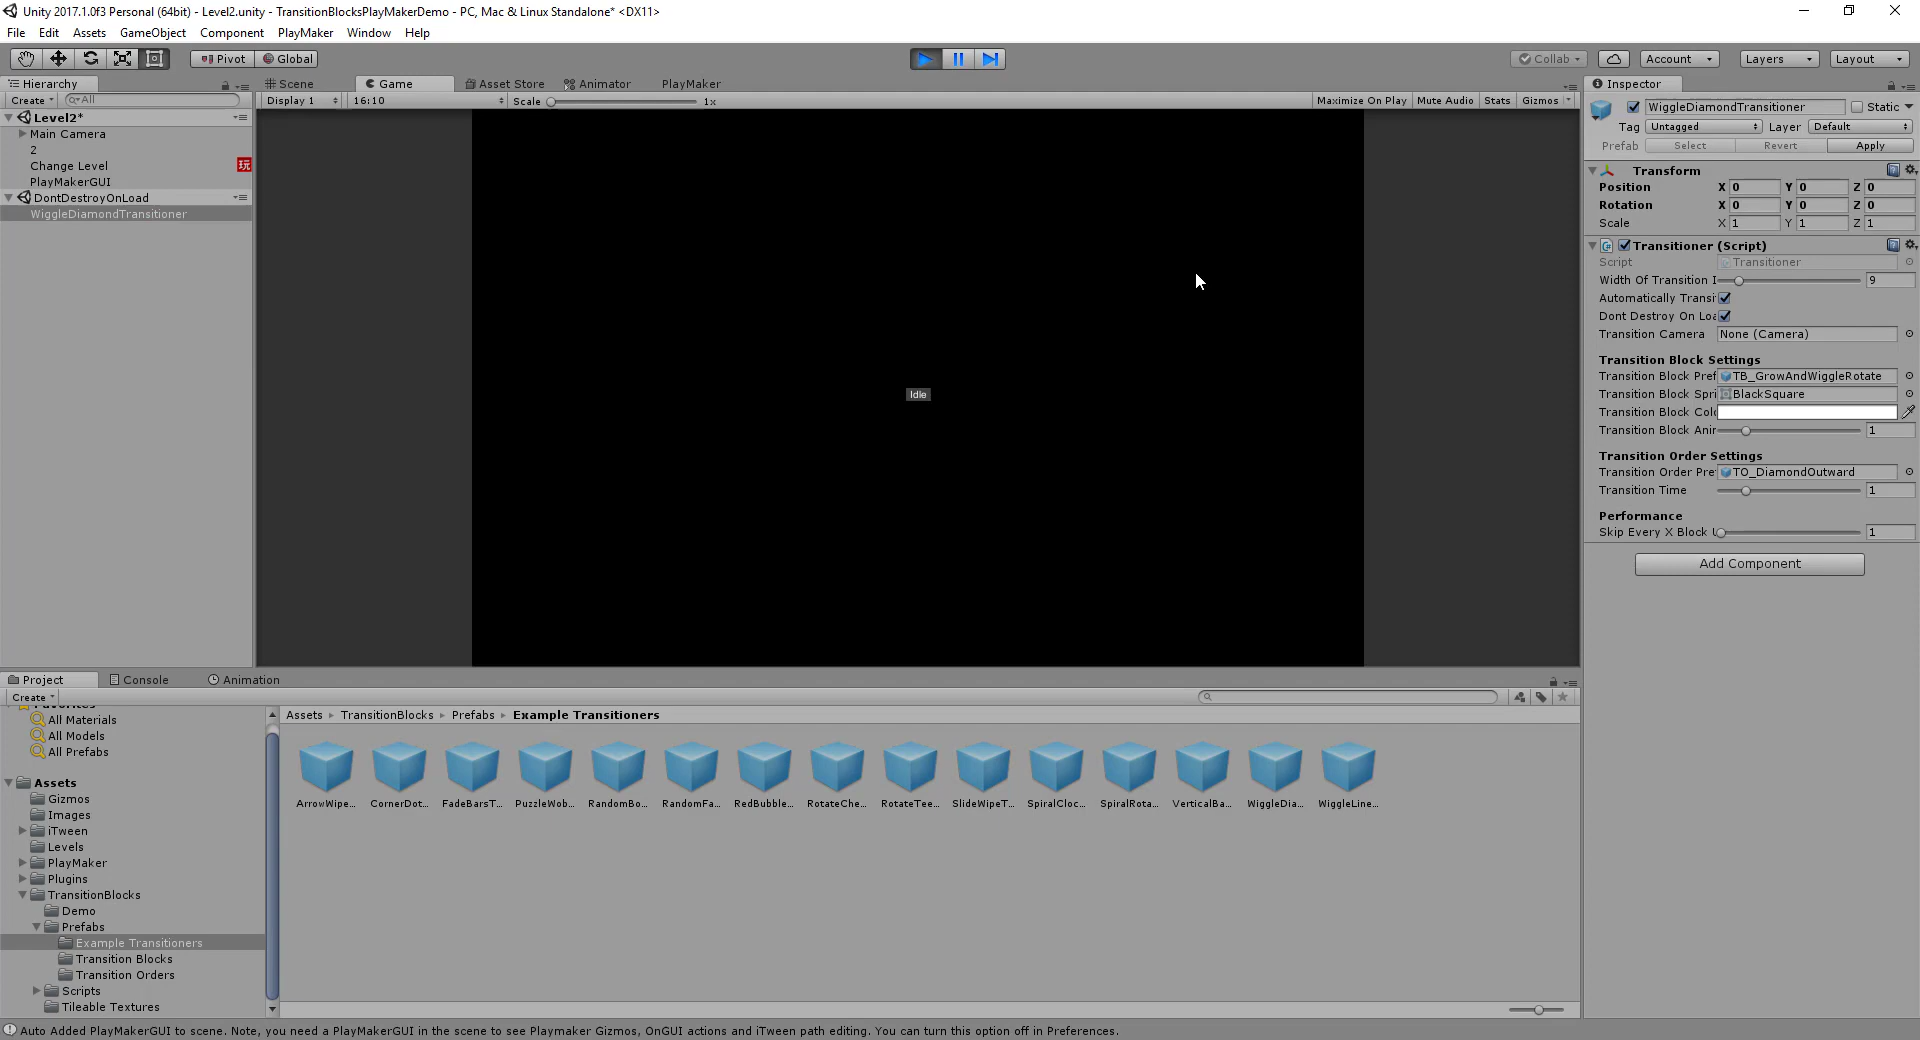 Unity 2017.1.0f3 Personal (64bit) - Level2.unity - TransitionBlocksPlayMakerDemo - PC, Mac & Linux Standalone* <DX11>
File Edit Assets GameObject Component PlayMaker Window Help
Pivot Global Collab Account Layers Layout
Hierarchy Scene Game Asset Store Animator PlayMaker Inspector
Create All Display 1 16:10 Scale 1x Maximize On Play Mute Audio Stats Gizmos
Level2*
Main Camera
2
Change Level 玩
PlayMakerGUI
DontDestroyOnLoad
WiggleDiamondTransitioner
Idle
WiggleDiamondTransitioner Static
Tag Untagged Layer Default
Prefab Select Revert Apply
Transform
Position X 0 Y 0 Z 0
Rotation X 0 Y 0 Z 0
Scale X 1 Y 1 Z 1
Transitioner (Script)
Script Transitioner
Width Of Transition I 9
Automatically Transi
Dont Destroy On Loa
Transition Camera None (Camera)
Transition Block Settings
Transition Block Pref TB_GrowAndWiggleRotate
Transition Block Spri BlackSquare
Transition Block Colo
Transition Block Anir 1
Transition Order Settings
Transition Order Pre TO_DiamondOutward
Transition Time 1
Performance
Skip Every X Block U 1
Add Component
Project Console Animation
Create
Favorites
All Materials
All Models
All Prefabs
Assets
Gizmos
Images
iTween
Levels
PlayMaker
Plugins
TransitionBlocks
Demo
Prefabs
Example Transitioners
Transition Blocks
Transition Orders
Scripts
Tileable Textures
Assets TransitionBlocks Prefabs Example Transitioners
ArrowWipe... CornerDot... FadeBarsT... PuzzleWob... RandomBo... RandomFa... RedBubble... RotateChe... RotateTee... SlideWipeT... SpiralCloc... SpiralRota... VerticalBa... WiggleDia... WiggleLine...
Auto Added PlayMakerGUI to scene. Note, you need a PlayMakerGUI in the scene to see Playmaker Gizmos, OnGUI actions and iTween path editing. You can turn this option off in Preferences.